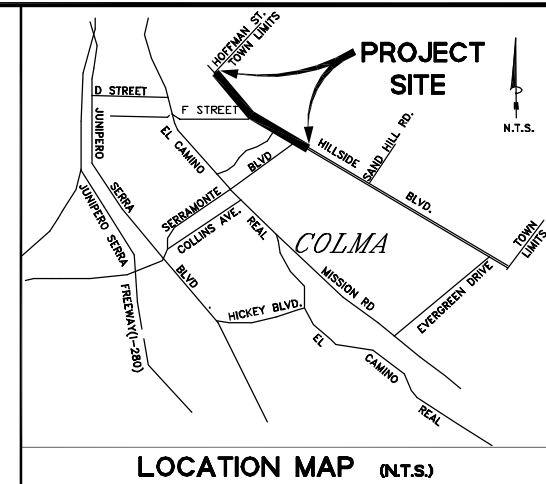 HOFFMAN ST.
TOWN LIMITS
PROJECT
SITE
N.T.S.
D STREET
F STREET
JUNIPERO
SERRA
BLVD.
EL CAMINO
REAL
HILLSIDE
BLVD.
SAND HILL RD.
SERRAMONTE
BLVD
COLLINS AVE.
JUNIPERO SERRA
FREEWAY(I-280)
COLMA
TOWN
LIMITS
MISSION RD
EVERGREEN DRIVE
HICKEY BLVD.
EL
CAMINO
REAL
LOCATION MAP (N.T.S.)